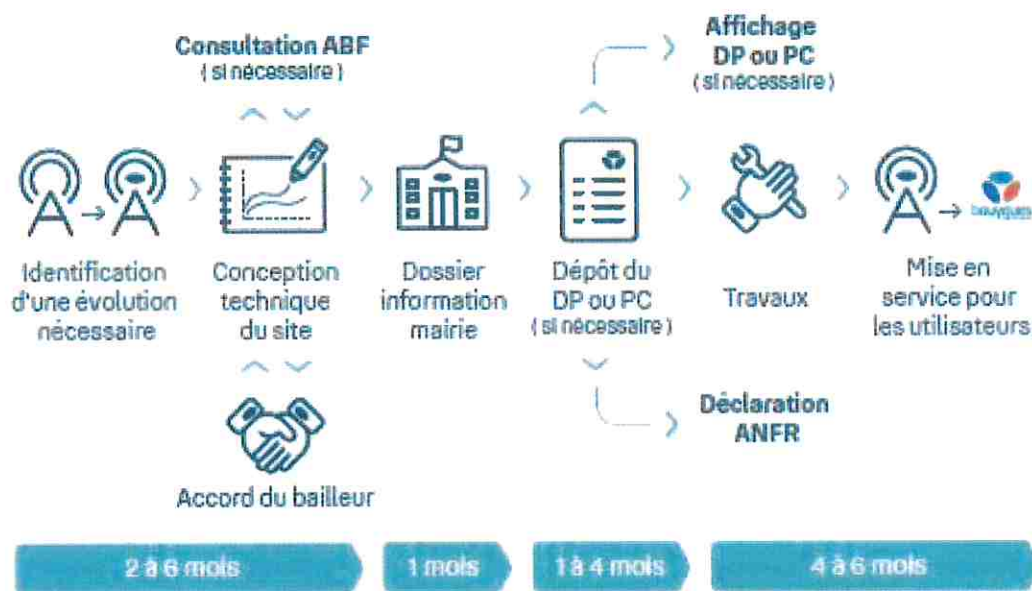 Consultation ABF
( si nécessaire )
Affichage
DP ou PC
( si nécessaire )
Identification
d'une évolution
nécessaire
Conception
technique
du site
Dossier
information
mairie
Dépôt du
DP ou PC
( si nécessaire )
Travaux
bouygues
Mise en
service pour
les utilisateurs
Accord du bailleur
Déclaration
ANFR
2 à 6 mois
1 mois
1 à 4 mois
4 à 6 mois